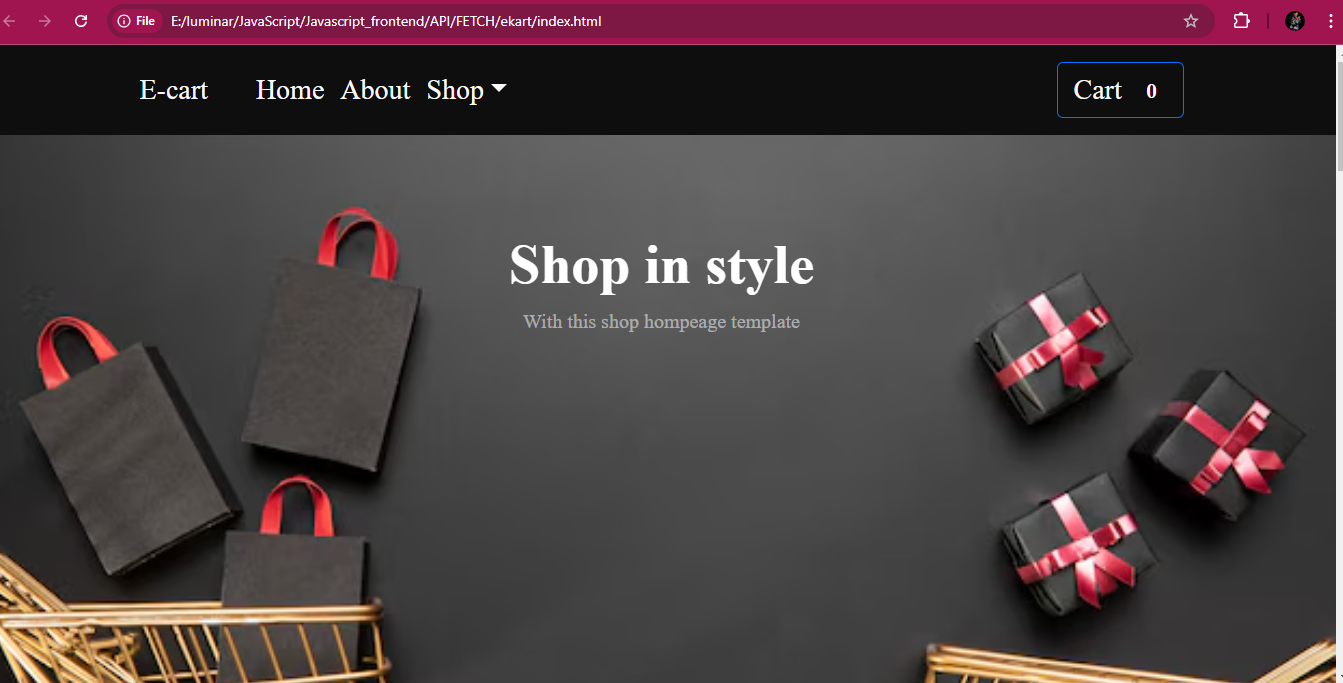 File E:/luminar/JavaScript/Javascript_frontend/API/FETCH/ekart/index.html
E-cart Home About Shop Cart 0
Shop in style
With this shop hompeage template